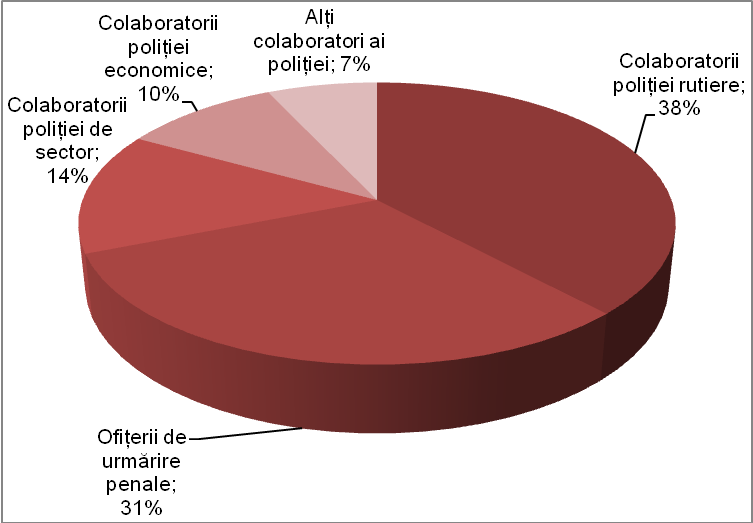 Alți
colaboratori ai
poliției; 7%
Colaboratorii
poliției
economice;
10%
Colaboratorii
poliției rutiere;
38%
Colaboratorii
poliției de
sector;
14%
Ofițerii de
urmărire
penale;
31%